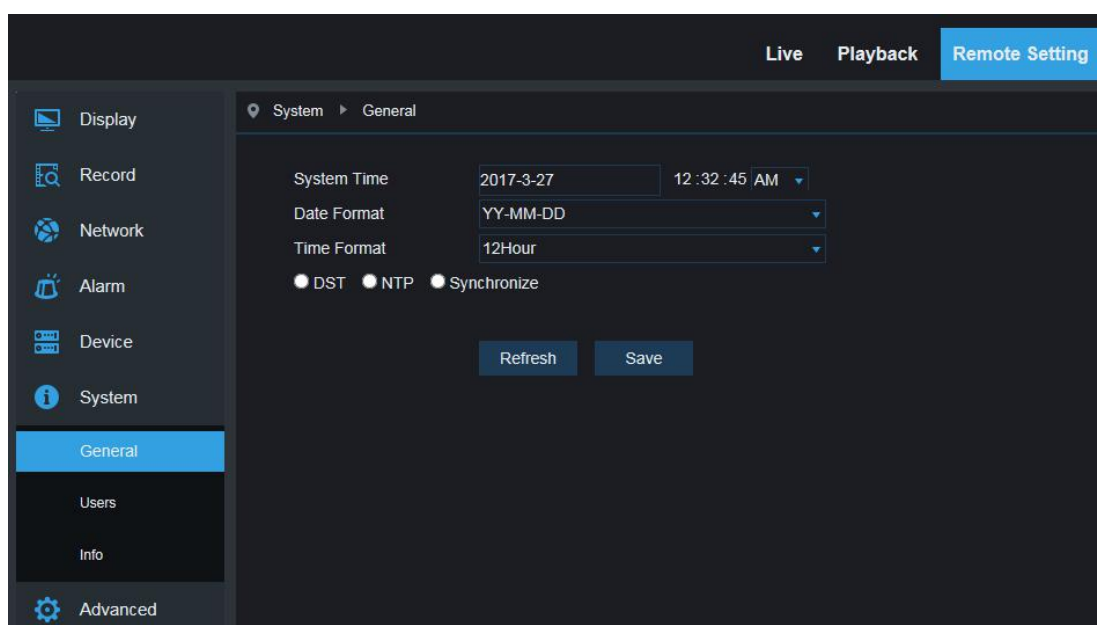 Live Playback Remote Setting
Display
Record
Network
Alarm
Device
System
General
Users
Info
Advanced
System General
System Time 2017-3-27 12:32:45 AM
Date Format YY-MM-DD
Time Format 12Hour
DST NTP Synchronize
Refresh Save